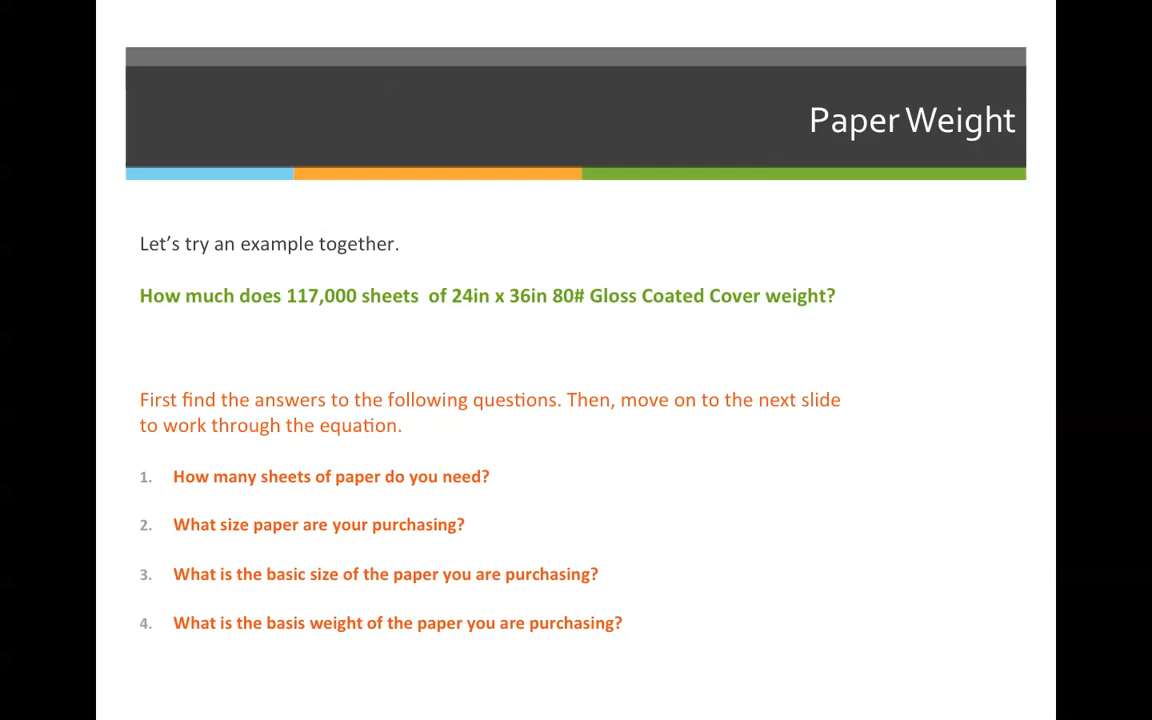 Paper Weight
Let’s try an example together.
How much does 117,000 sheets of 24in x 36in 80# Gloss Coated Cover weight?
First find the answers to the following questions. Then, move on to the next slide
to work through the equation.
1. How many sheets of paper do you need?
2. What size paper are your purchasing?
3. What is the basic size of the paper you are purchasing?
4. What is the basis weight of the paper you are purchasing?